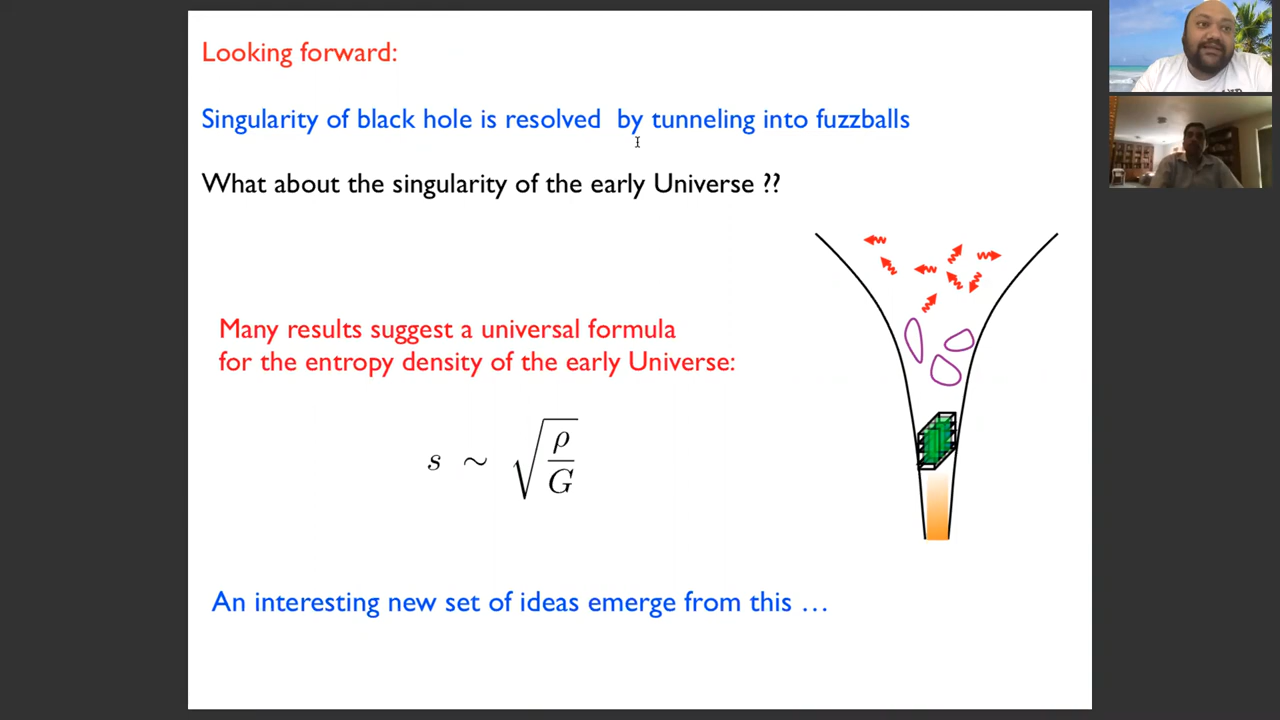 Looking forward:
Singularity of black hole is resolved by tunneling into fuzzballs
What about the singularity of the early Universe ??
Many results suggest a universal formula
for the entropy density of the early Universe:
s ~ √(ρ/G)
An interesting new set of ideas emerge from this …